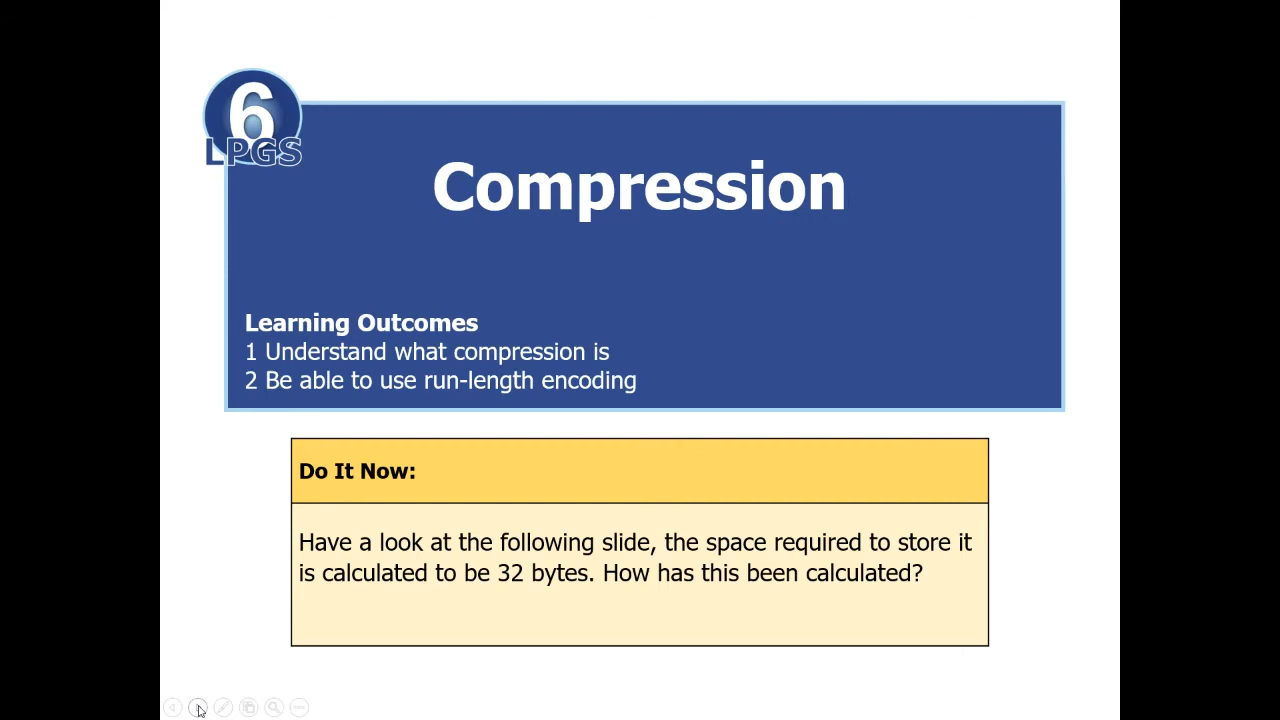 6
LPGS
Compression
Learning Outcomes
1 Understand what compression is
2 Be able to use run-length encoding
Do It Now:
Have a look at the following slide, the space required to store it
is calculated to be 32 bytes. How has this been calculated?